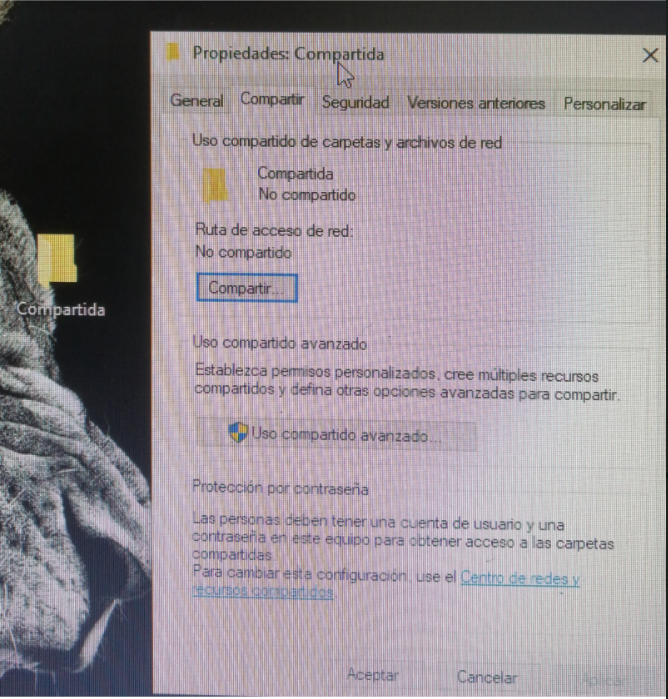 Propiedades: Compartida
General Compartir Seguridad Versiones anteriores Personalizar
Uso compartido de carpetas y archivos de red
Compartida
No compartido
Ruta de acceso de red:
No compartido
Compartir...
Compartida
Uso compartido avanzado
Establezca permisos personalizados, cree múltiples recursos
compartidos y defina otras opciones avanzadas para compartir.
Uso compartido avanzado...
Protección por contraseña
Las personas deben tener una cuenta de usuario y una
contraseña en este equipo para obtener acceso a las carpetas
compartidas.
Para cambiar esta configuración, use el Centro de redes y
recursos compartidos.
Aceptar Cancelar Aplicar